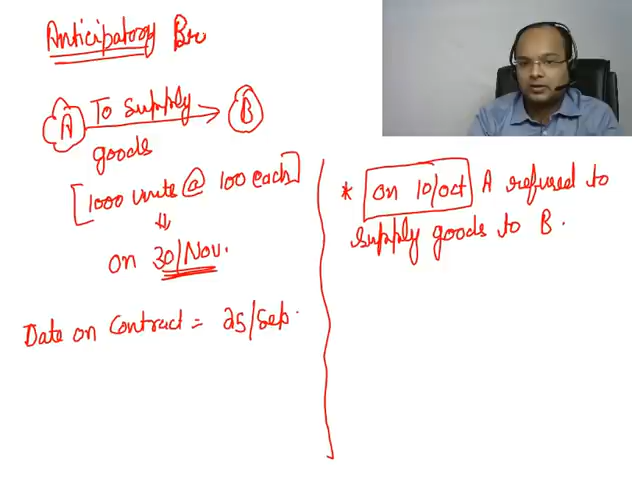 Anticipatory Bre
A To Supply B
goods
[1000 units @ 100 each]
on 30/Nov.
Date on Contract = 25/Sep.
* on 10/oct A refused to
supply goods to B.